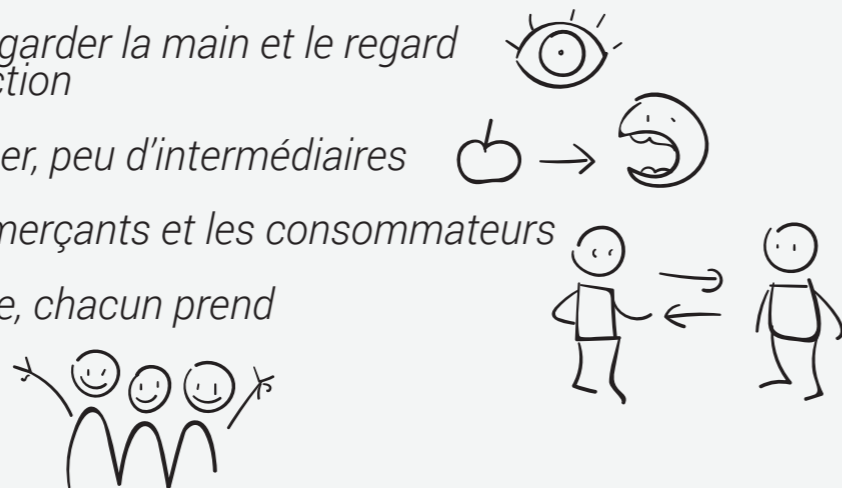 garder la main et le regard
ction
er, peu d'intermédiaires
merçants et les consommateurs
e, chacun prend